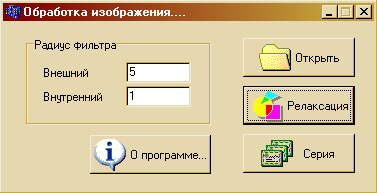 Обработка изображения....
Радиус фильтра
Внешний 5
Внутренний 1
Открыть
Релаксация
О программе...
Серия